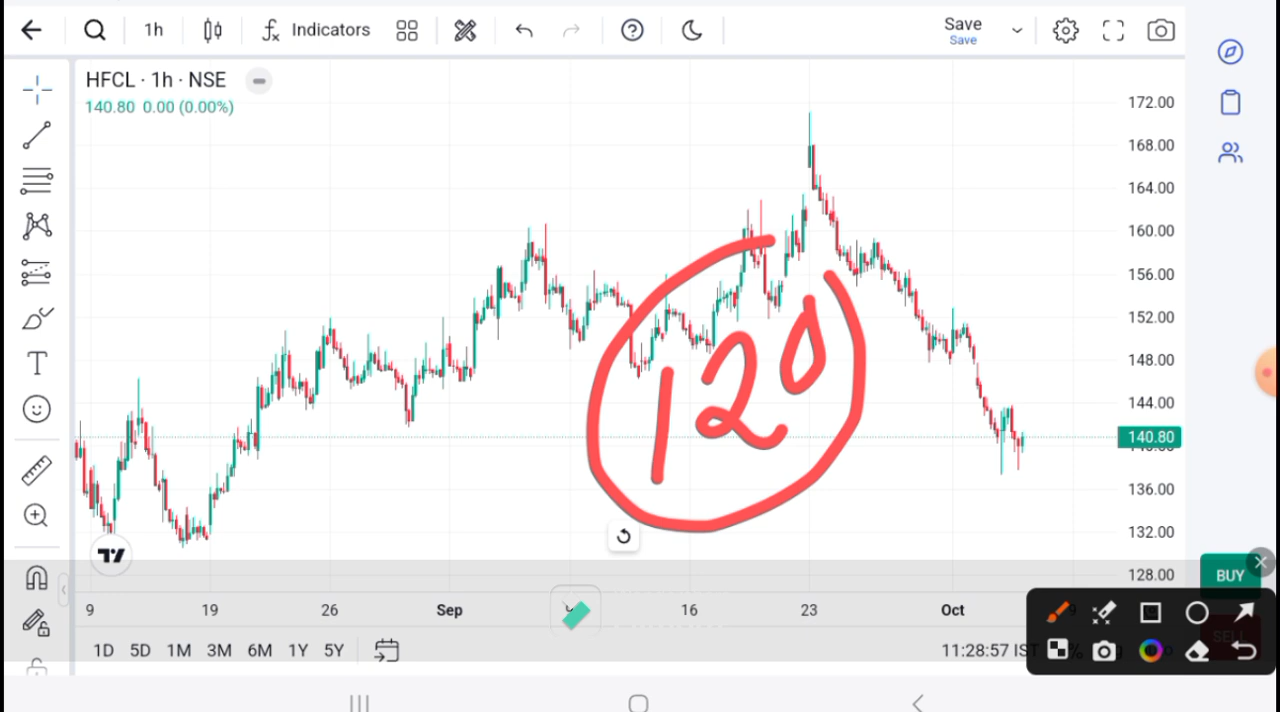 1h
Indicators
Save
Save
HFCL · 1h · NSE
140.80 0.00 (0.00%)
172.00
168.00
164.00
160.00
156.00
152.00
148.00
144.00
140.80
136.00
132.00
128.00
120
BUY
SELL
9 19 26 Sep 16 23 Oct
1D 5D 1M 3M 6M 1Y 5Y
11:28:57 IST